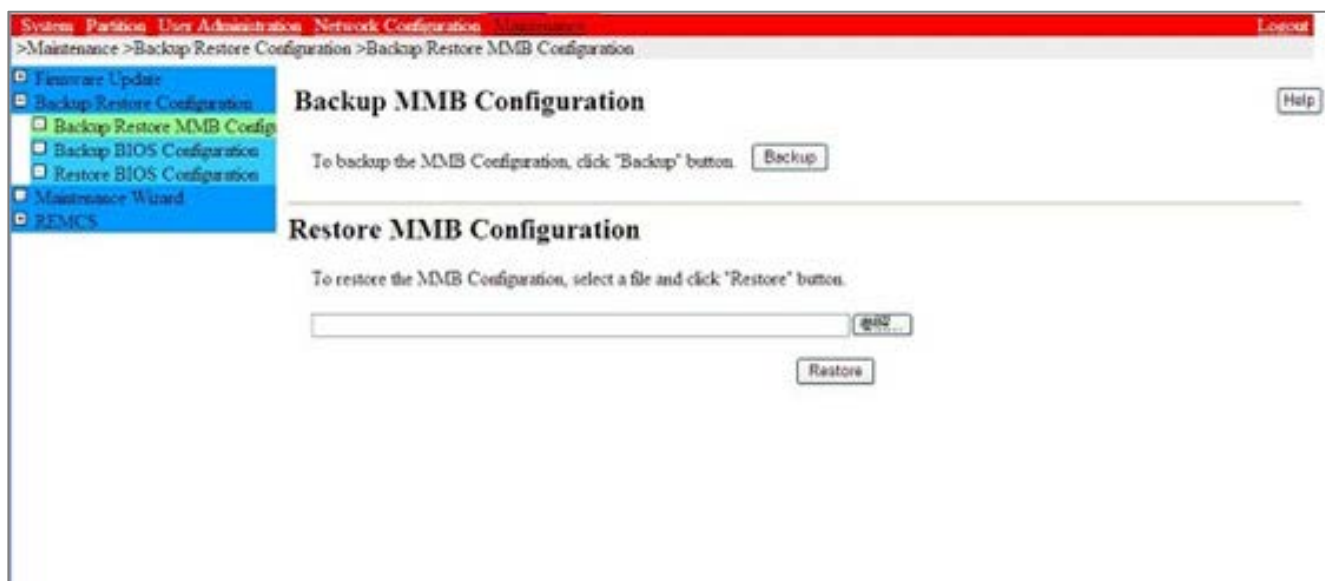 System Partition User Administration Network Configuration Maintenance Logout
>Maintenance >Backup Restore Configuration >Backup Restore MMB Configuration
Firmware Update
Backup Restore Configuration
Backup Restore MMB Config
Backup BIOS Configuration
Restore BIOS Configuration
Maintenance Wizard
REMCS
Backup MMB Configuration
Help
To backup the MMB Configuration, click "Backup" button. Backup
Restore MMB Configuration
To restore the MMB Configuration, select a file and click "Restore" button.
参照...
Restore